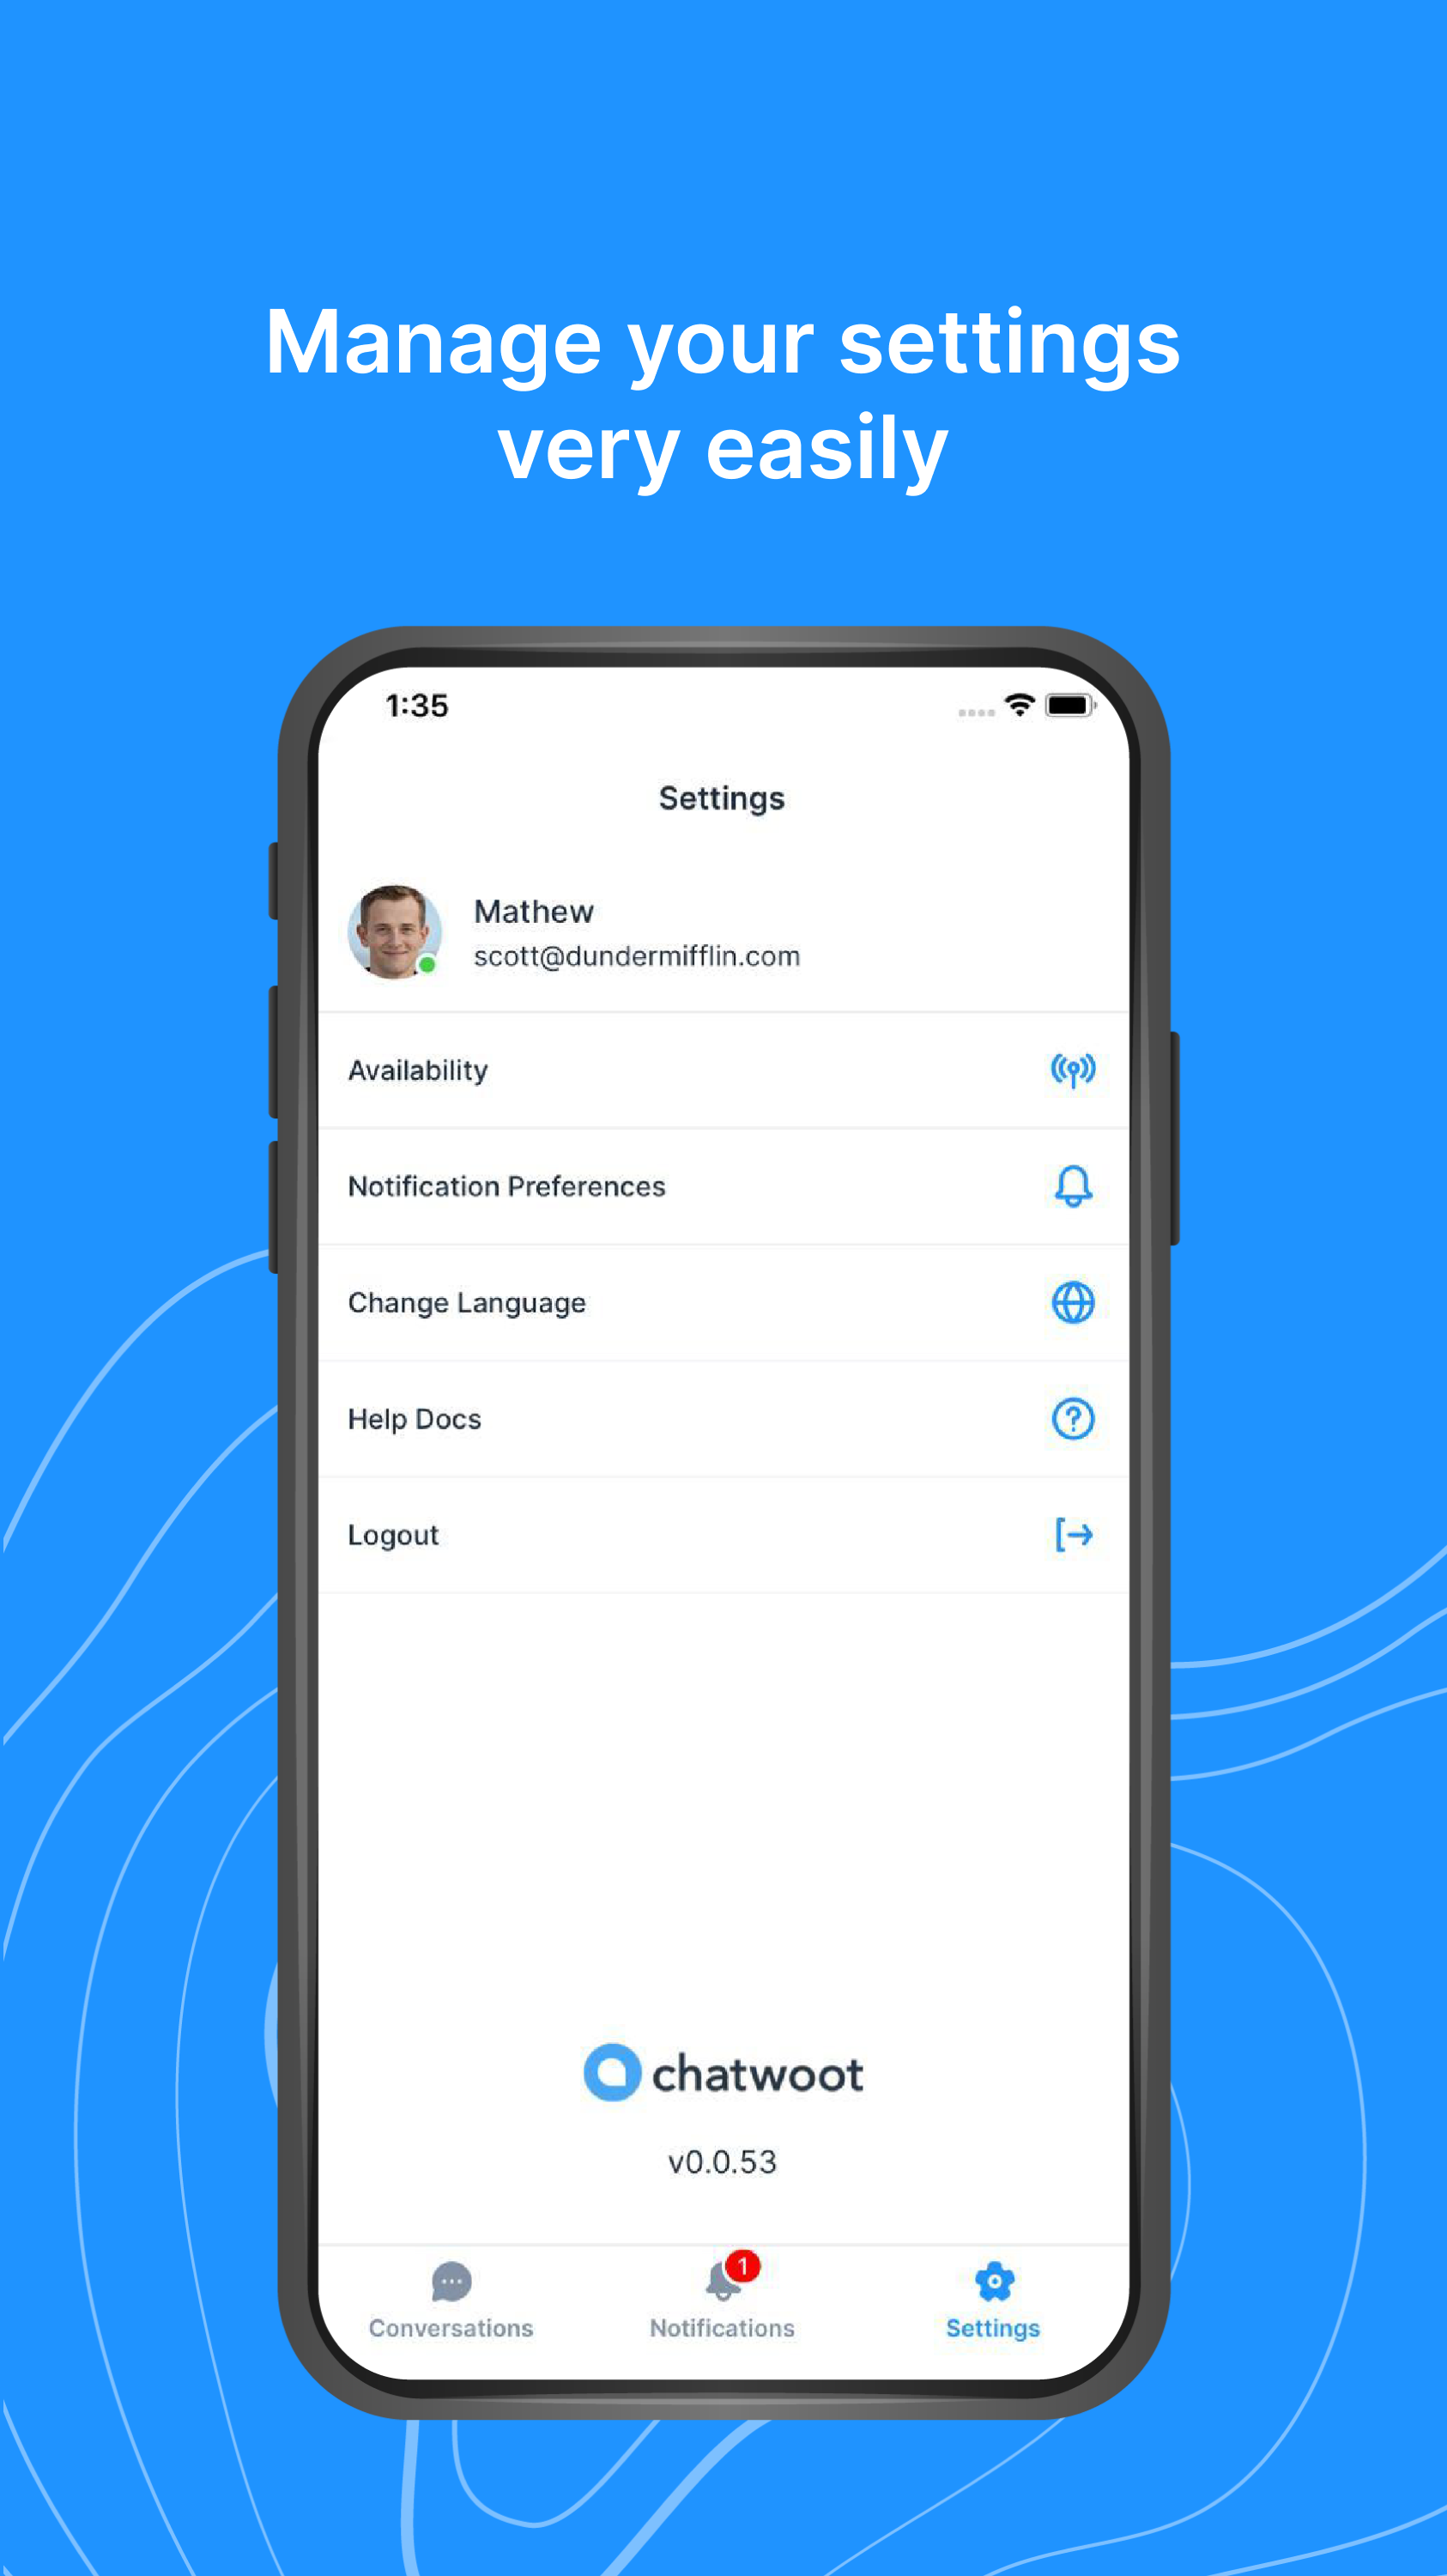 Manage your settings
very easily
1:35
Settings
Mathew
scott@dundermifflin.com
Availability
Notification Preferences
Change Language
Help Docs
Logout
chatwoot
v0.0.53
1
Conversations
Notifications
Settings